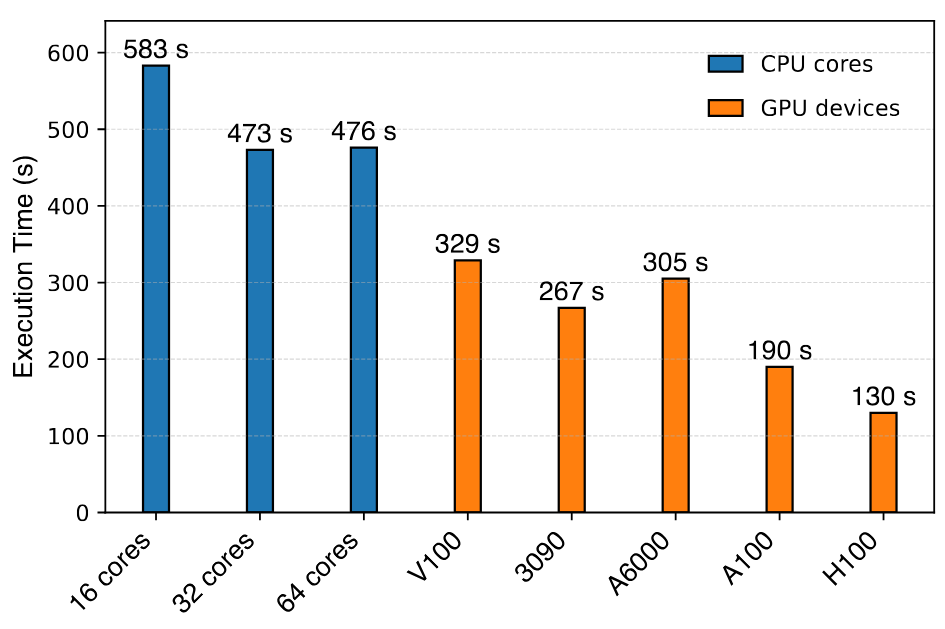 Execution Time (s)
600
500
400
300
200
100
0
583 s
473 s
476 s
329 s
267 s
305 s
190 s
130 s
CPU cores
GPU devices
16 cores
32 cores
64 cores
V100
3090
A6000
A100
H100